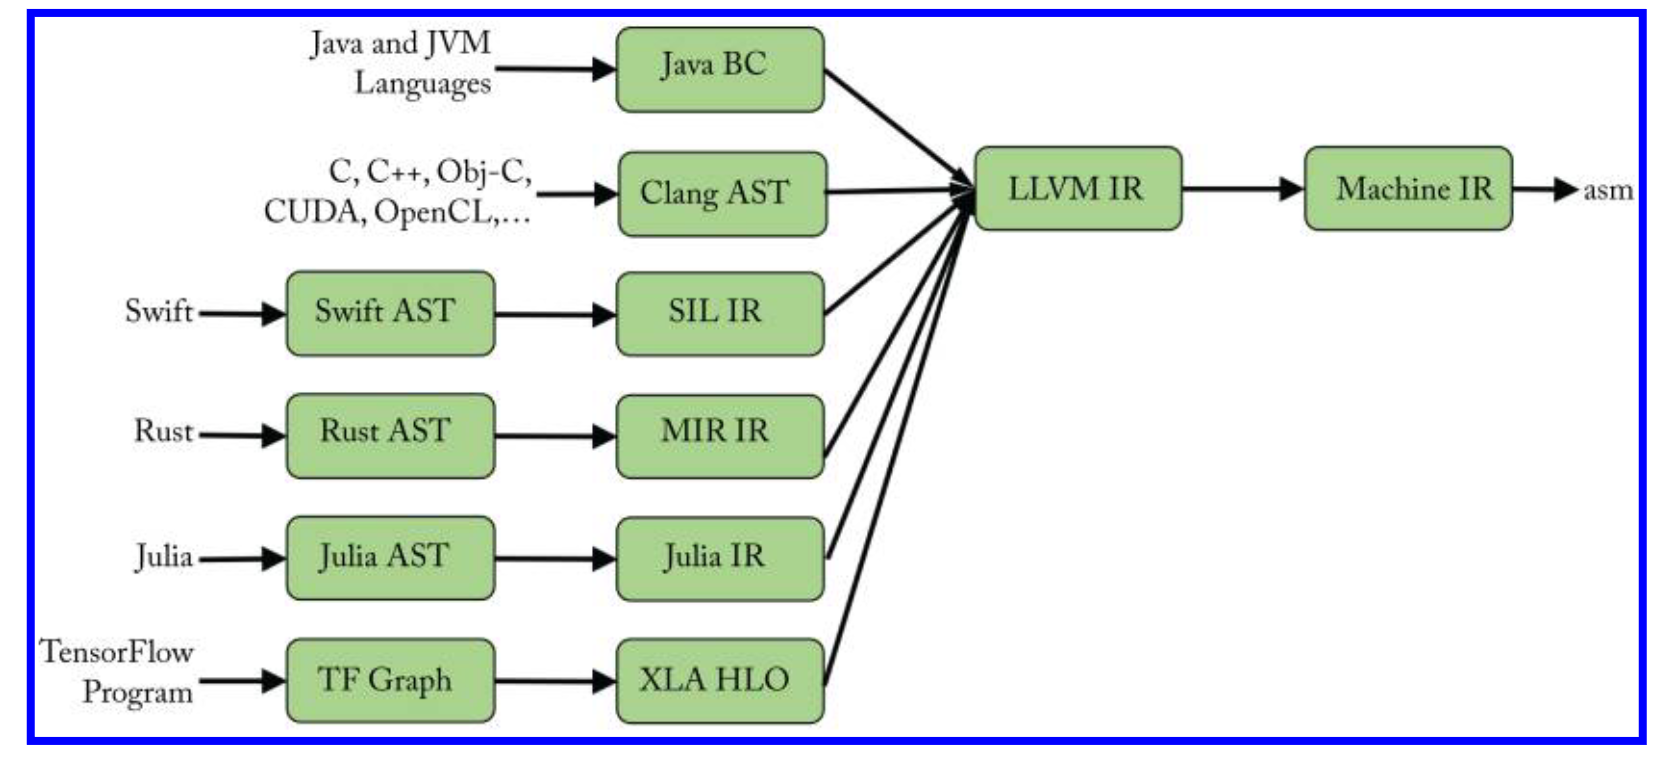 Java and JVM
Languages
Java BC
C, C++, Obj-C,
CUDA, OpenCL,...
Clang AST
LLVM IR
Machine IR
asm
Swift
Swift AST
SIL IR
Rust
Rust AST
MIR IR
Julia
Julia AST
Julia IR
TensorFlow
Program
TF Graph
XLA HLO